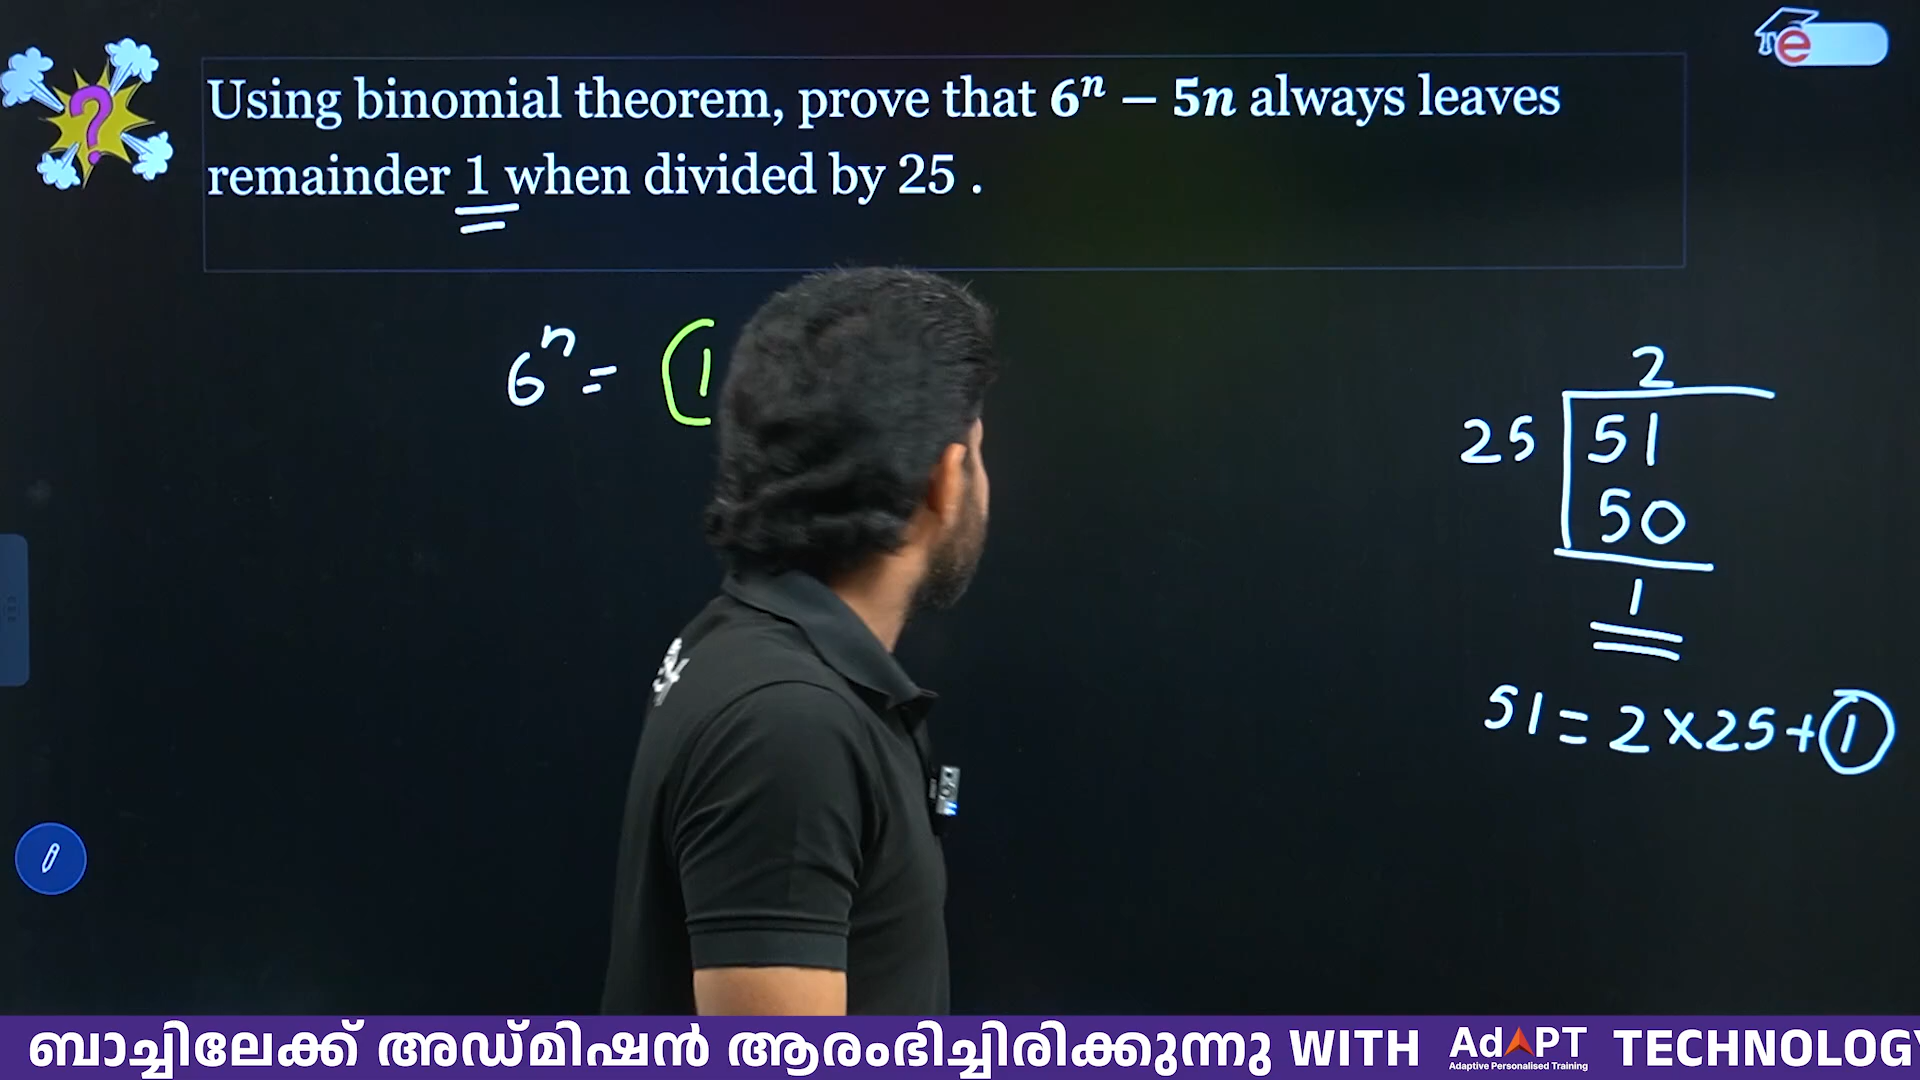 Using binomial theorem, prove that 6ⁿ − 5n always leaves
remainder 1 when divided by 25 .
6ⁿ = (1
2
25 51
50
1
51 = 2 × 25 + 1
e
ബാച്ചിലേക്ക് അഡ്മിഷൻ ആരംഭിച്ചിരിക്കുന്നു WITH AdAPT TECHNOLOGY
Adaptive Personalised Training